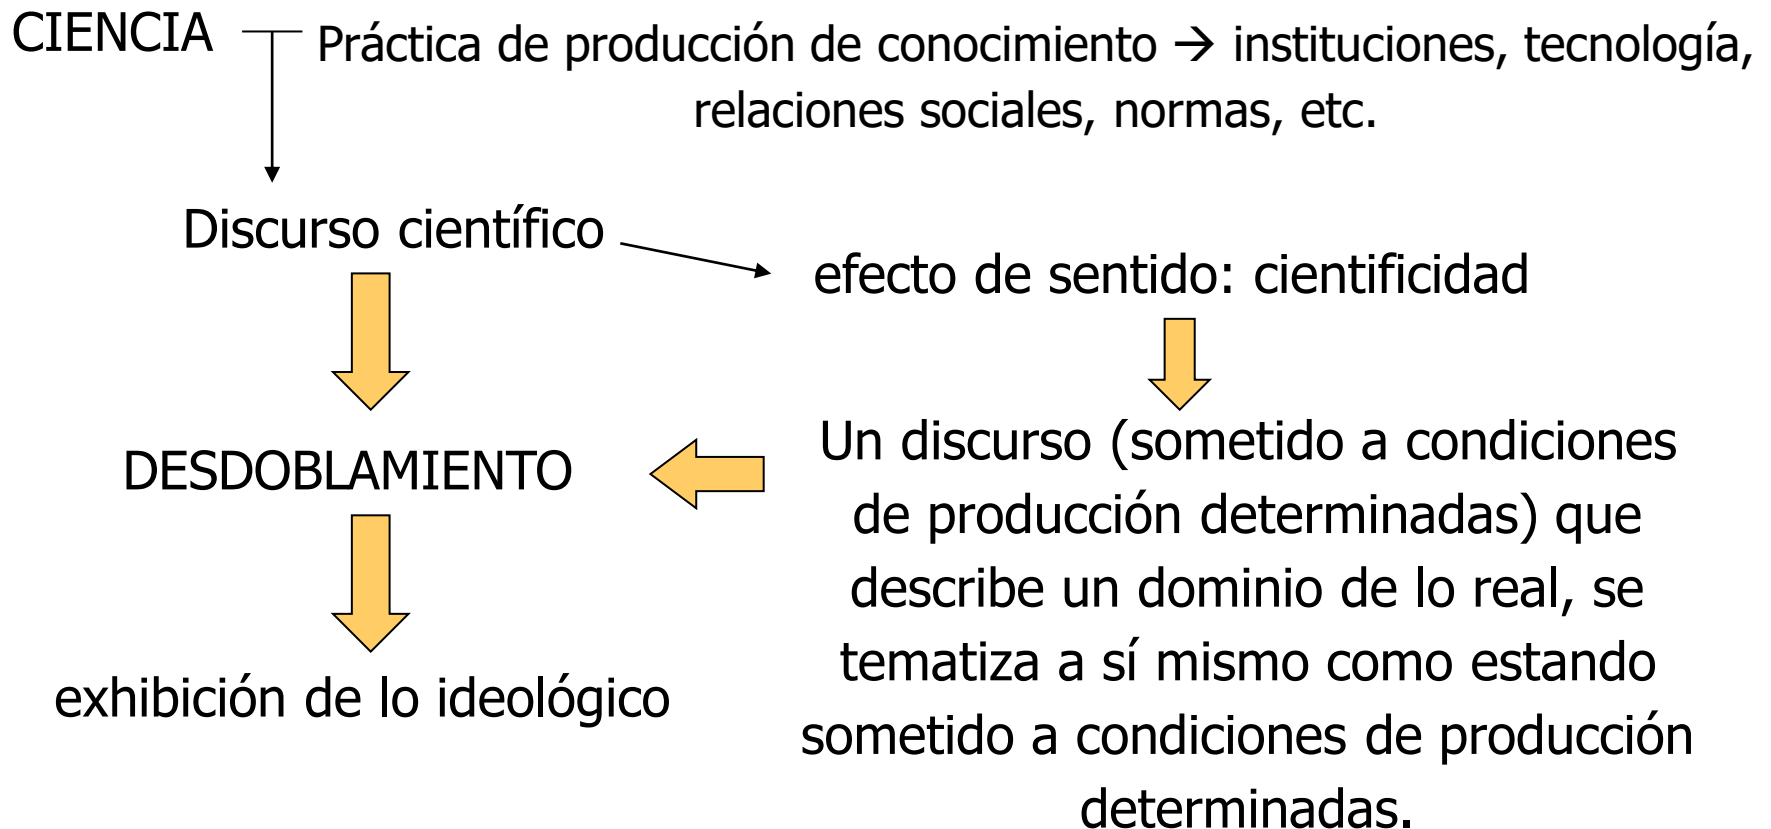 CIENCIA
Práctica de producción de conocimiento → instituciones, tecnología,
relaciones sociales, normas, etc.
Discurso científico
efecto de sentido: cientificidad
DESDOBLAMIENTO
Un discurso (sometido a condiciones
de producción determinadas) que
describe un dominio de lo real, se
tematiza a sí mismo como estando
sometido a condiciones de producción
determinadas.
exhibición de lo ideológico